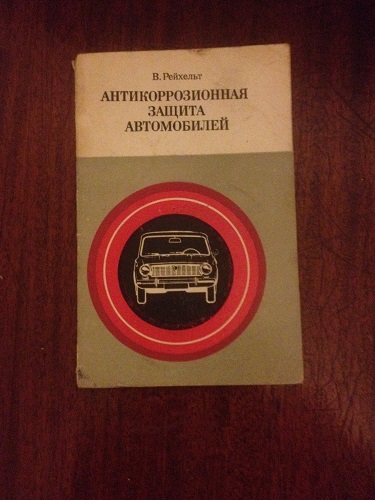 В. Рейхельт
АНТИКОРРОЗИОННАЯ
ЗАЩИТА
АВТОМОБИЛЕЙ